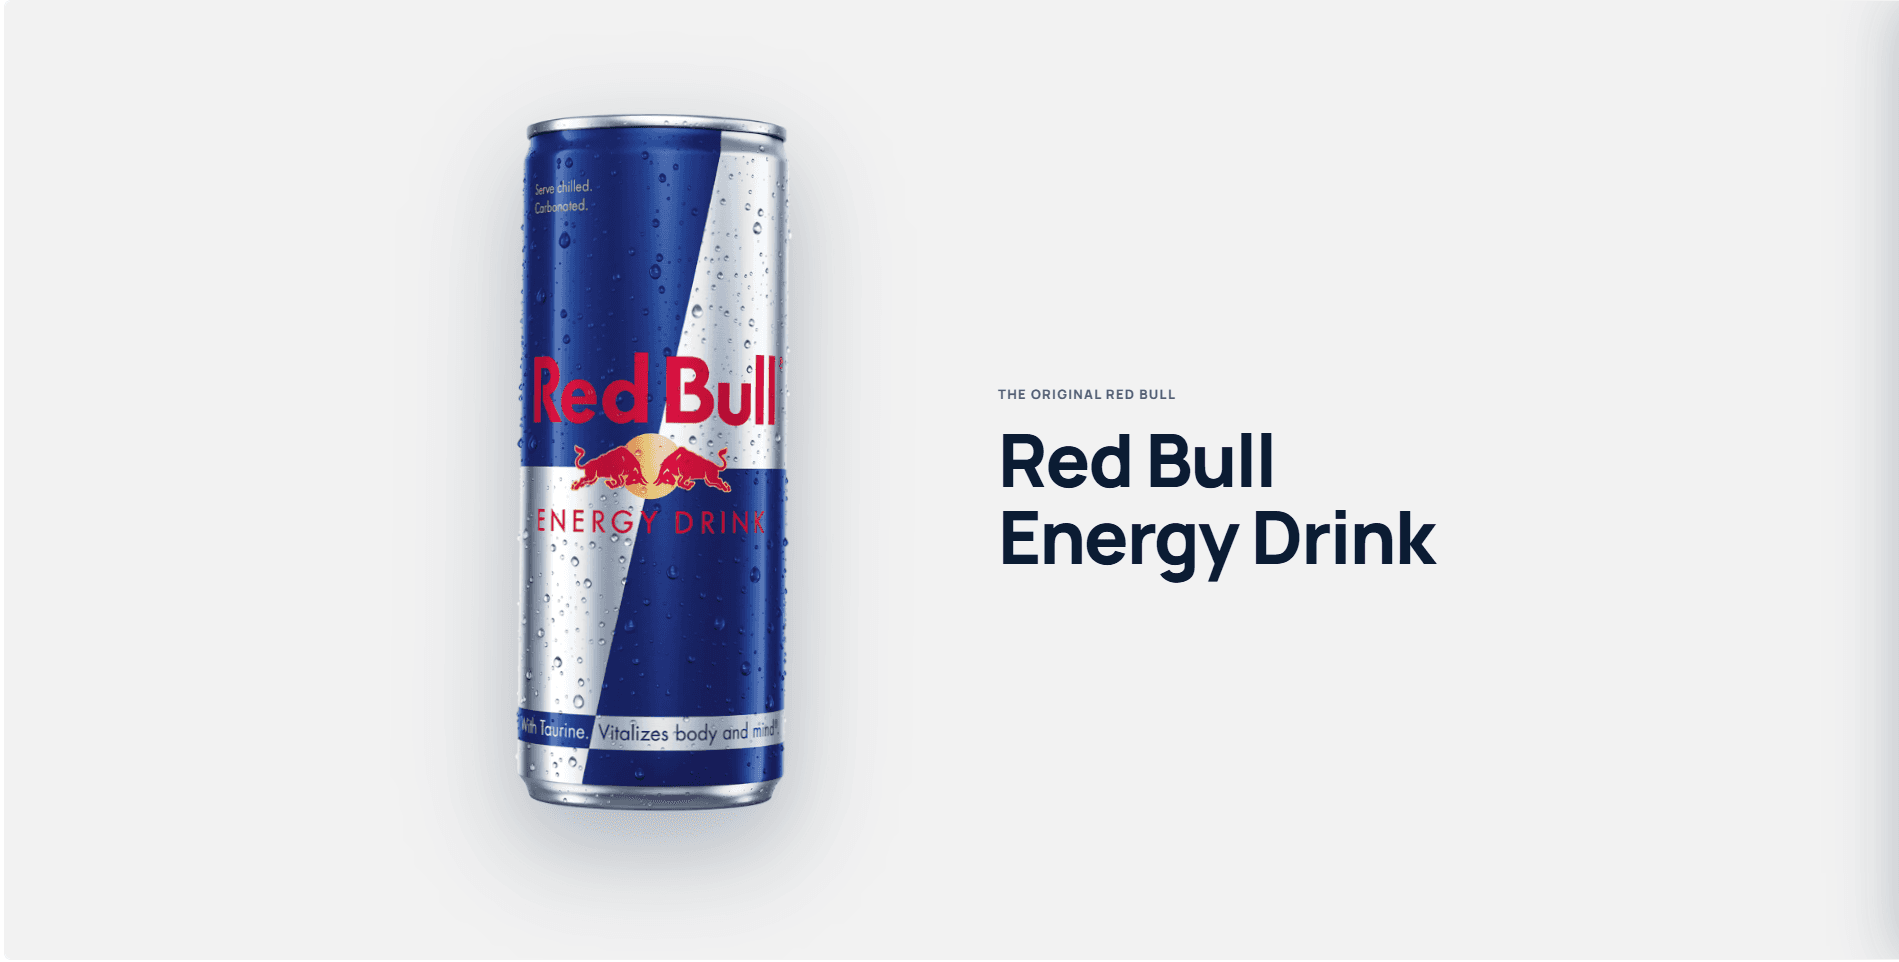 Serve chilled.
Carbonated.
Red Bull®
ENERGY DRINK
With Taurine. Vitalizes body and mind®.
THE ORIGINAL RED BULL
Red Bull
Energy Drink